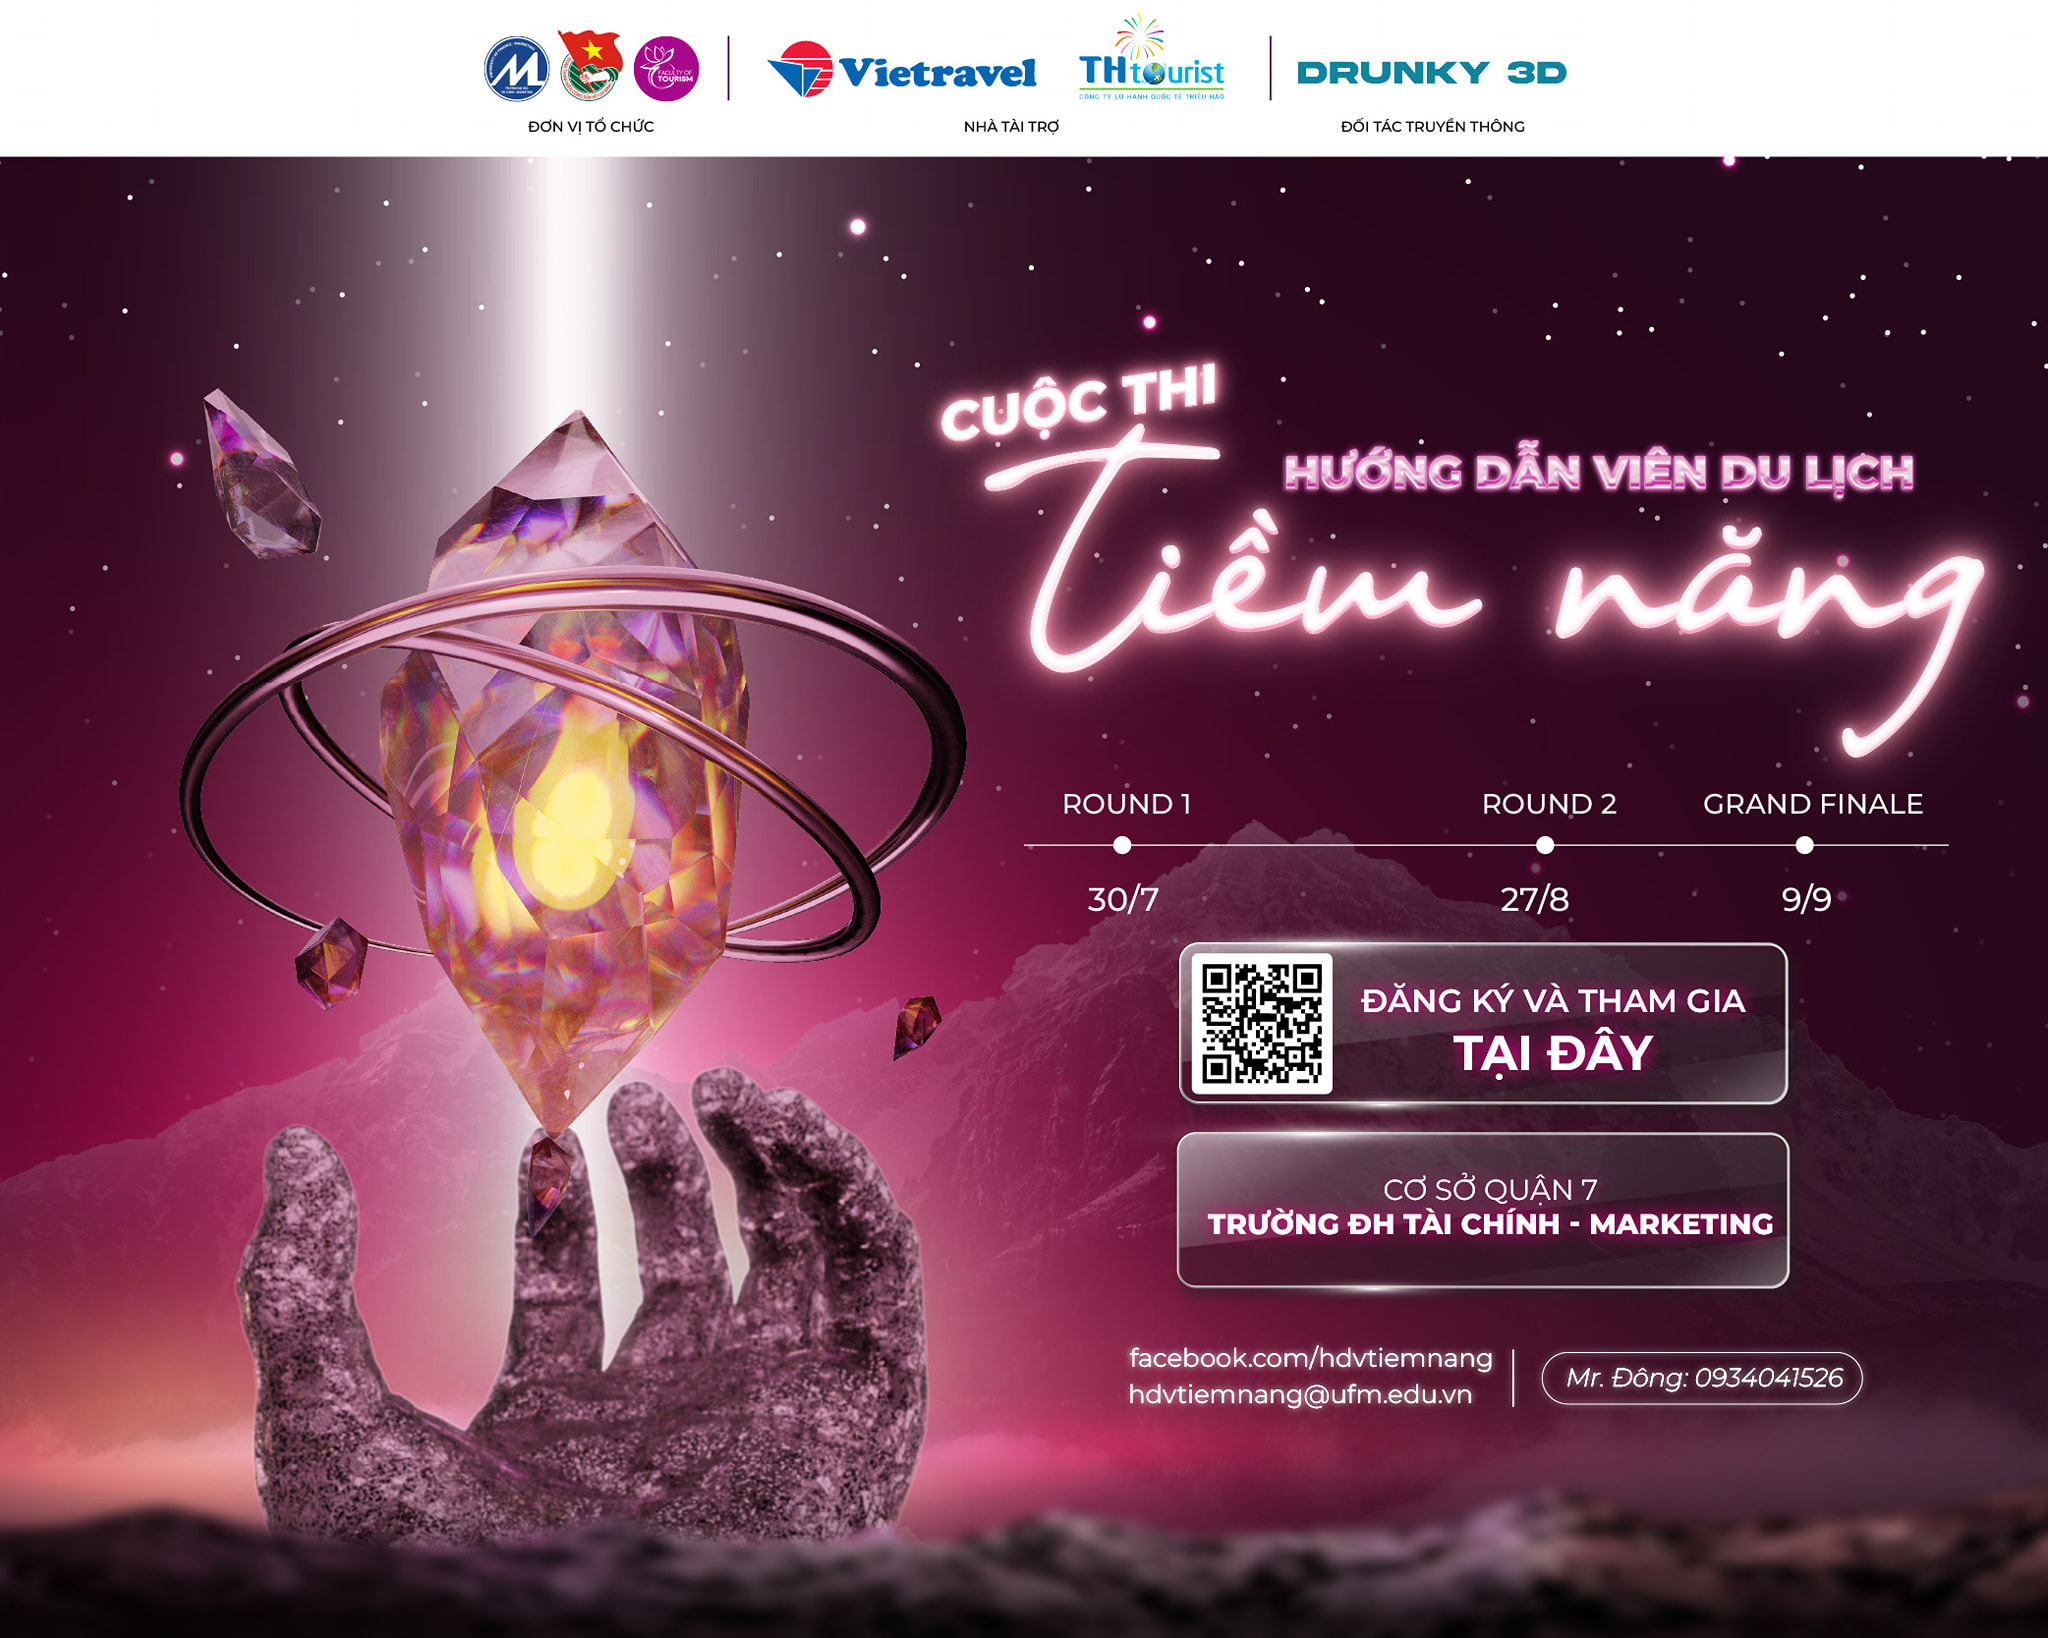 FACULTY OF
TOURISM
Vietravel
THtourist
CÔNG TY LỮ HÀNH QUỐC TẾ TRIỀU HẢO
DRUNKY 3D
ĐƠN VỊ TỔ CHỨC
NHÀ TÀI TRỢ
ĐỐI TÁC TRUYỀN THÔNG
CUỘC THI
HƯỚNG DẪN VIÊN DU LỊCH
Tiềm năng
ROUND 1
ROUND 2
GRAND FINALE
30/7
27/8
9/9
ĐĂNG KÝ VÀ THAM GIA
TẠI ĐÂY
CƠ SỞ QUẬN 7
TRƯỜNG ĐH TÀI CHÍNH - MARKETING
facebook.com/hdvtiemnang
hdvtiemnang@ufm.edu.vn
Mr. Đông: 0934041526